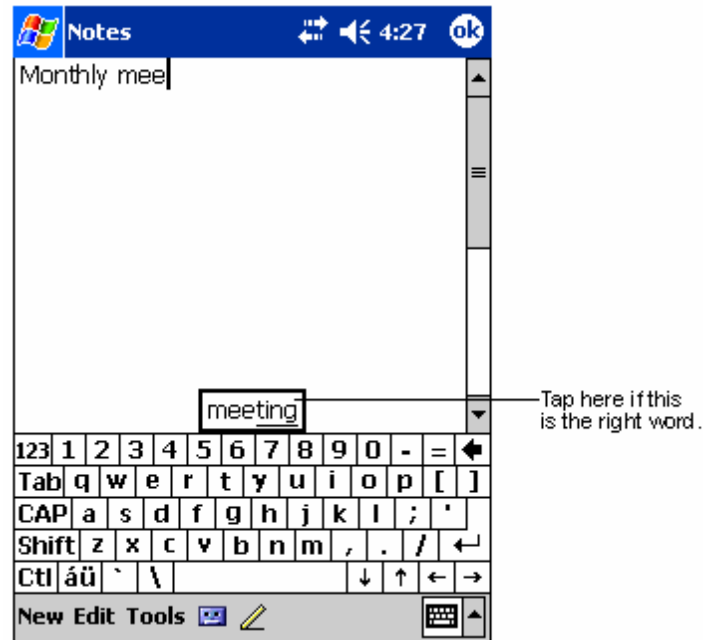 Notes 4:27 ok
Monthly mee
meeting
Tap here if this
is the right word.
123 1 2 3 4 5 6 7 8 9 0 - =
Tab q w e r t y u i o p [ ]
CAP a s d f g h j k l ; '
Shift z x c v b n m , . / ↵
Ctl áü ` \ ↓ ↑ ← →
New Edit Tools